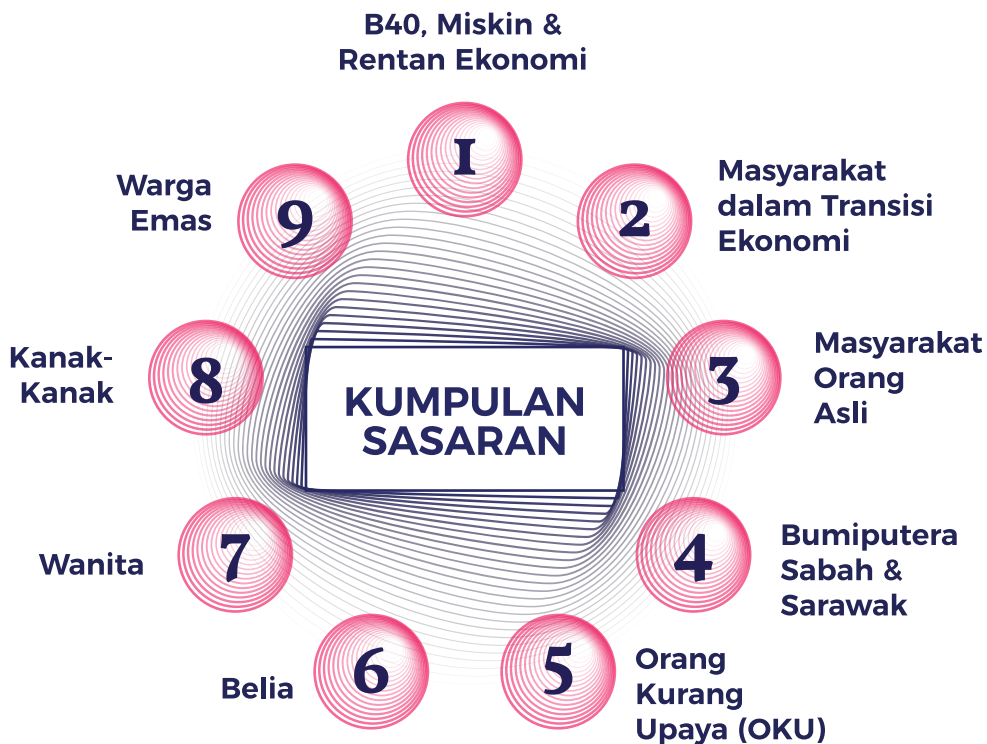 B40, Miskin &
Rentan Ekonomi
1
2
Masyarakat
dalam Transisi
Ekonomi
3
Masyarakat
Orang
Asli
4
Bumiputera
Sabah &
Sarawak
5
Orang
Kurang
Upaya (OKU)
6
Belia
7
Wanita
8
Kanak-
Kanak
9
Warga
Emas
KUMPULAN
SASARAN